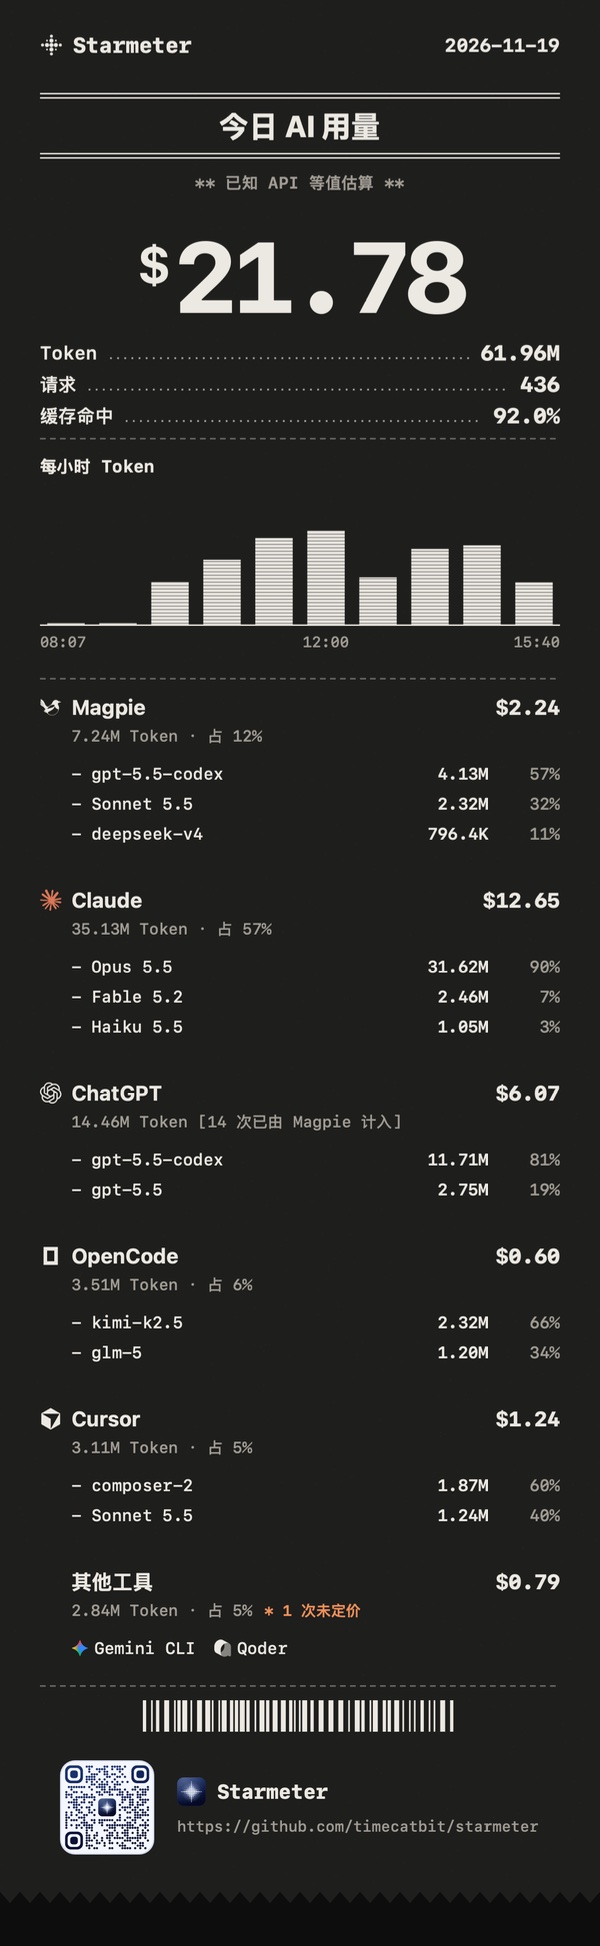 Starmeter 2026-11-19
今日 AI 用量
** 已知 API 等值估算 **
$21.78
Token 61.96M
请求 436
缓存命中 92.0%
每小时 Token
08:07 12:00 15:40
Magpie $2.24
7.24M Token · 占 12%
– gpt-5.5-codex 4.13M 57%
– Sonnet 5.5 2.32M 32%
– deepseek-v4 796.4K 11%
Claude $12.65
35.13M Token · 占 57%
– Opus 5.5 31.62M 90%
– Fable 5.2 2.46M 7%
– Haiku 5.5 1.05M 3%
ChatGPT $6.07
14.46M Token [14 次已由 Magpie 计入]
– gpt-5.5-codex 11.71M 81%
– gpt-5.5 2.75M 19%
OpenCode $0.60
3.51M Token · 占 6%
– kimi-k2.5 2.32M 66%
– glm-5 1.20M 34%
Cursor $1.24
3.11M Token · 占 5%
– composer-2 1.87M 60%
– Sonnet 5.5 1.24M 40%
其他工具 $0.79
2.84M Token · 占 5% * 1 次未定价
Gemini CLI Qoder
Starmeter
https://github.com/timecatbit/starmeter